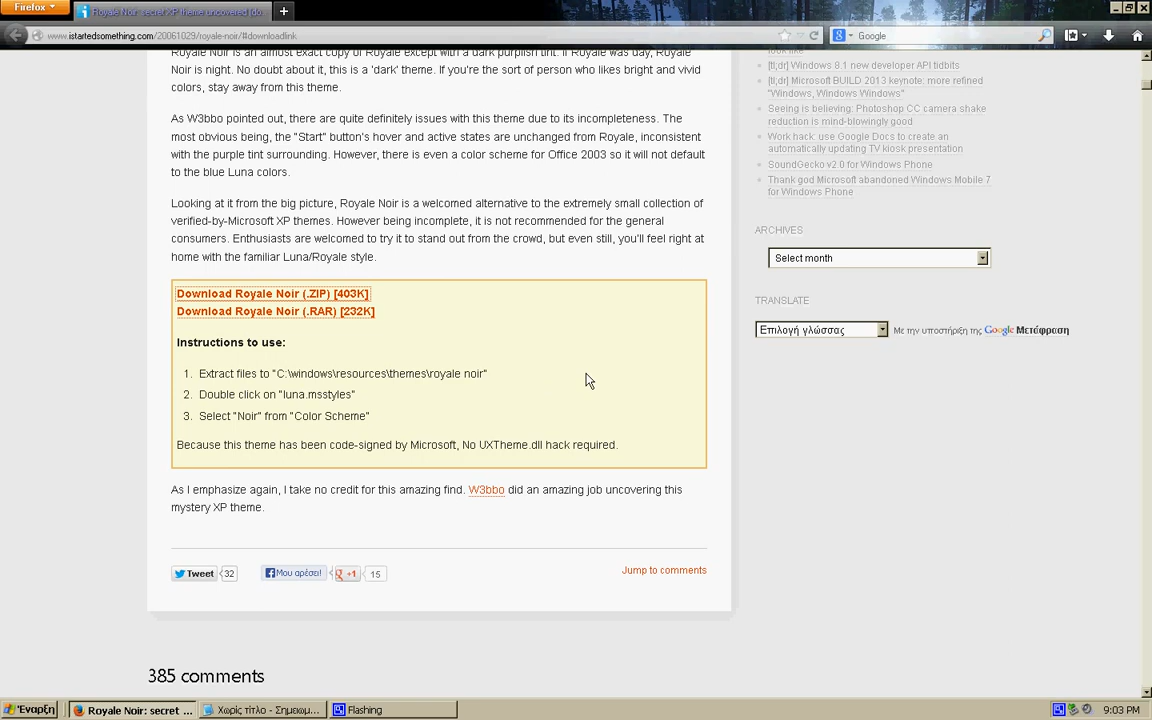 Firefox
Royale Noir: secret XP theme uncovered (do
www.istartedsomething.com/20061029/royale-noir/#downloadlink
Google
Royale Noir is an almost exact copy of Royale except with a dark purplish tint. If Royale was day, Royale
Noir is night. No doubt about it, this is a 'dark' theme. If you're the sort of person who likes bright and vivid
colors, stay away from this theme.
As W3bbo pointed out, there are quite definitely issues with this theme due to its incompleteness. The
most obvious being, the "Start" button's hover and active states are unchanged from Royale, inconsistent
with the purple tint surrounding. However, there is even a color scheme for Office 2003 so it will not default
to the blue Luna colors.
Looking at it from the big picture, Royale Noir is a welcomed alternative to the extremely small collection of
verified-by-Microsoft XP themes. However being incomplete, it is not recommended for the general
consumers. Enthusiasts are welcomed to try it to stand out from the crowd, but even still, you'll feel right at
home with the familiar Luna/Royale style.
Download Royale Noir (.ZIP) [403K]
Download Royale Noir (.RAR) [232K]
Instructions to use:
1. Extract files to "C:\windows\resources\themes\royale noir"
2. Double click on "luna.msstyles"
3. Select "Noir" from "Color Scheme"
Because this theme has been code-signed by Microsoft, No UXTheme.dll hack required.
As I emphasize again, I take no credit for this amazing find. W3bbo did an amazing job uncovering this
mystery XP theme.
Tweet 32
Μου αρέσει!
+1 15
Jump to comments
385 comments
look like
[tl;dr] Windows 8.1 new developer API tidbits
[tl;dr] Microsoft BUILD 2013 keynote: more refined
"Windows, Windows Windows"
Seeing is believing: Photoshop CC camera shake
reduction is mind-blowingly good
Work hack: use Google Docs to create an
automatically updating TV kiosk presentation
SoundGecko v2.0 for Windows Phone
Thank god Microsoft abandoned Windows Mobile 7
for Windows Phone
ARCHIVES
Select month
TRANSLATE
Επιλογή γλώσσας
Με την υποστήριξη της Google Μετάφραση
Έναρξη
Royale Noir: secret ...
Χωρίς τίτλο - Σημειωμ...
Flashing
9:03 PM